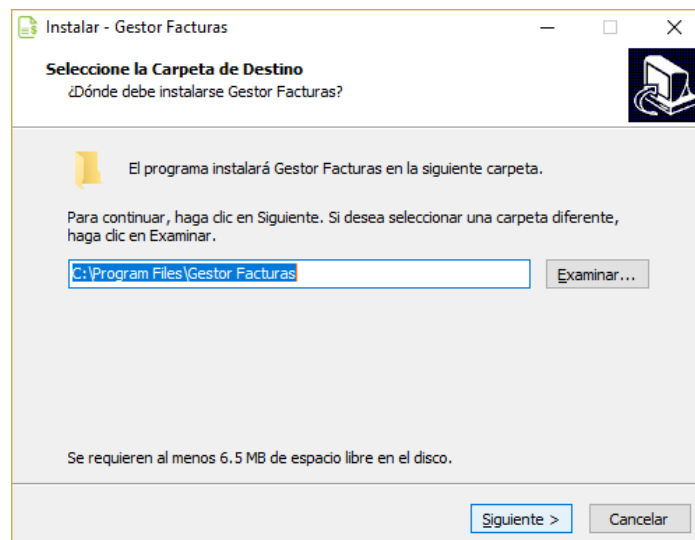 Instalar - Gestor Facturas
Seleccione la Carpeta de Destino
¿Dónde debe instalarse Gestor Facturas?
El programa instalará Gestor Facturas en la siguiente carpeta.
Para continuar, haga clic en Siguiente. Si desea seleccionar una carpeta diferente,
haga clic en Examinar.
C:\Program Files\Gestor Facturas
Examinar...
Se requieren al menos 6.5 MB de espacio libre en el disco.
Siguiente >
Cancelar